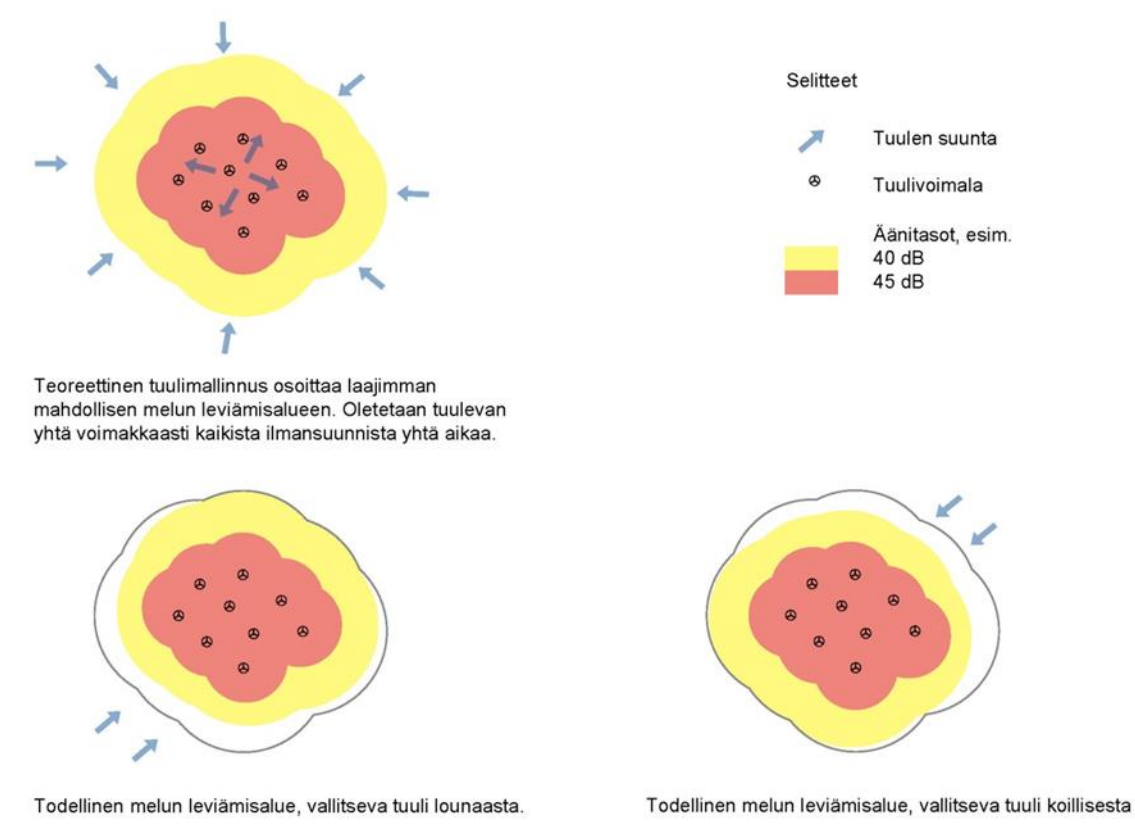 Selitteet
Tuulen suunta
Tuulivoimala
Äänitasot, esim.
40 dB
45 dB
Teoreettinen tuulimallinnus osoittaa laajimman
mahdollisen melun leviämisalueen. Oletetaan tuulevan
yhtä voimakkaasti kaikista ilmansuunnista yhtä aikaa.
Todellinen melun leviämisalue, vallitseva tuuli lounaasta.
Todellinen melun leviämisalue, vallitseva tuuli koillisesta